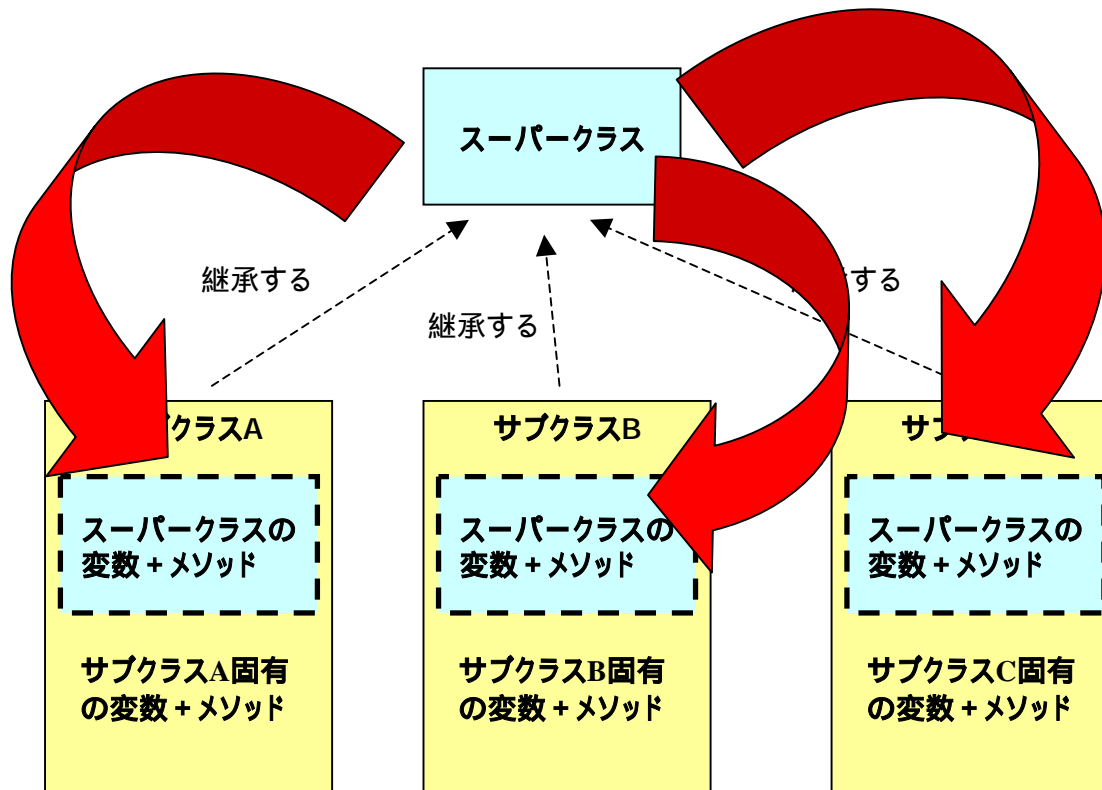 スーパークラス
継承する
継承する
する
クラスA
サブクラスB
サブ
スーパークラスの
変数+メソッド
スーパークラスの
変数+メソッド
スーパークラスの
変数+メソッド
サブクラスA固有
の変数+メソッド
サブクラスB固有
の変数+メソッド
サブクラスC固有
の変数+メソッド